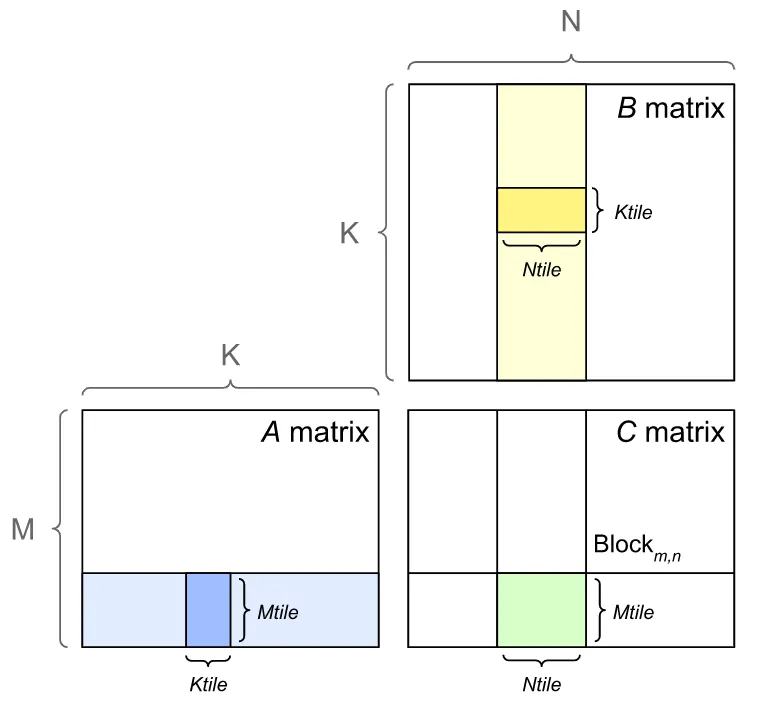 N
B matrix
K
Ktile
Ntile
K
A matrix
C matrix
M
Block m,n
Mtile
Mtile
Ktile
Ntile